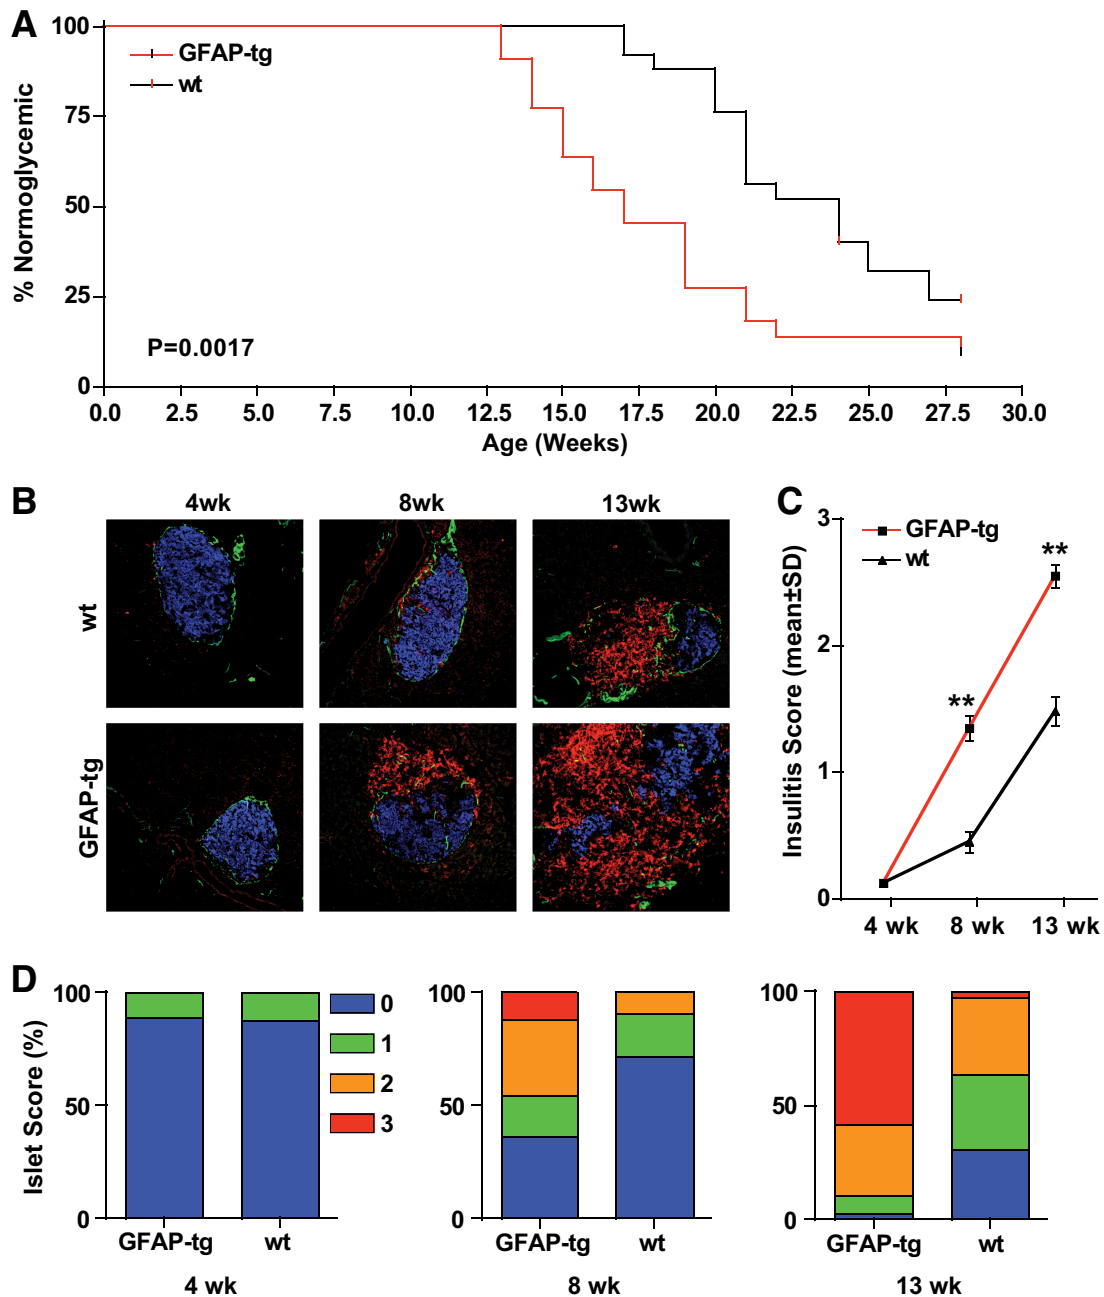 A
100
75
50
25
0
% Normoglycemic
GFAP-tg
wt
P=0.0017
0.0 2.5 5.0 7.5 10.0 12.5 15.0 17.5 20.0 22.5 25.0 27.5 30.0
Age (Weeks)
B
4wk 8wk 13wk
wt
GFAP-tg
C
3
2
1
0
Insulitis Score (mean±SD)
GFAP-tg
wt
**
**
4 wk 8 wk 13 wk
D
Islet Score (%)
100
50
0
GFAP-tg wt
4 wk
0
1
2
3
100
50
0
GFAP-tg wt
8 wk
100
50
0
GFAP-tg wt
13 wk